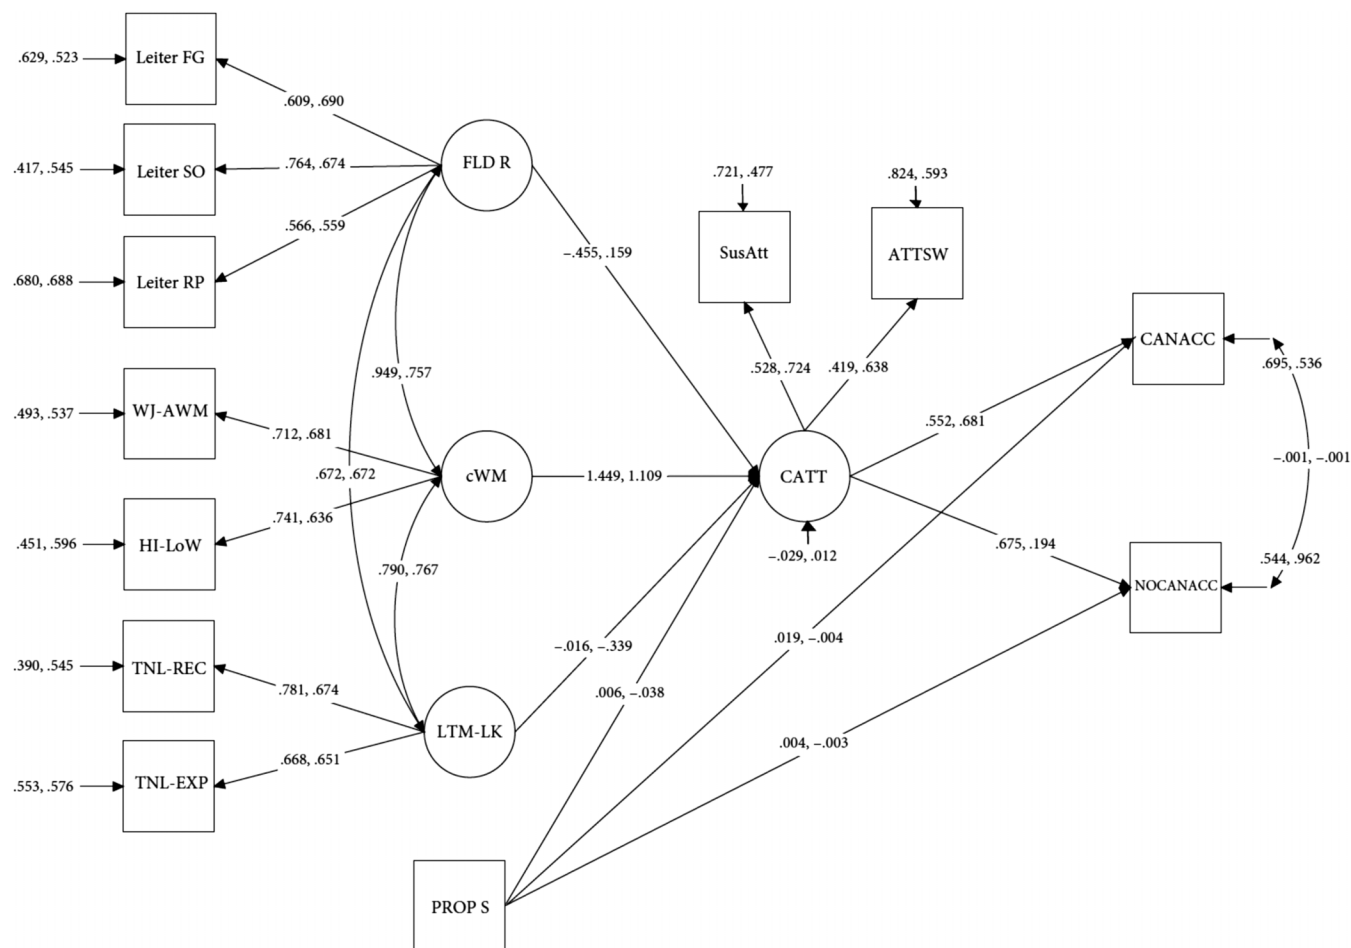 .629, .523
Leiter FG
.609, .690
.417, .545
Leiter SO
.764, .674
FLD R
.721, .477
.824, .593
.566, .559
–.455, .159
SusAtt
ATTSW
.680, .688
Leiter RP
CANACC
.695, .536
.949, .757
.528, .724
.419, .638
.493, .537
WJ-AWM
.712, .681
.552, .681
.672, .672
cWM
1.449, 1.109
CATT
–.001, –.001
.741, .636
.451, .596
HI-LoW
.790, .767
–.029, .012
.675, .194
.544, .962
NOCANACC
.390, .545
TNL-REC
.781, .674
–.016, –.339
.019, –.004
.006, –.038
LTM-LK
.004, –.003
.668, .651
.553, .576
TNL-EXP
PROP S